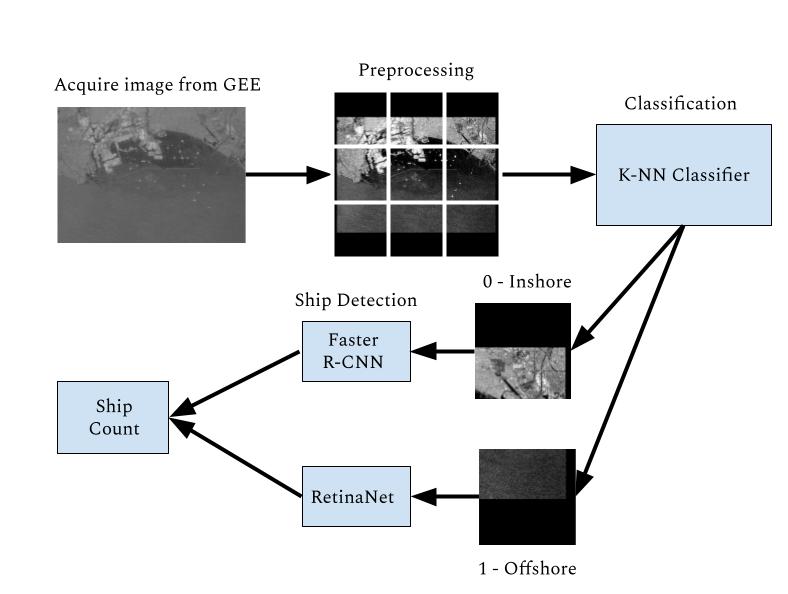 Acquire image from GEE
Preprocessing
Classification
K-NN Classifier
0 - Inshore
Ship Detection
Faster
R-CNN
Ship
Count
RetinaNet
1 - Offshore